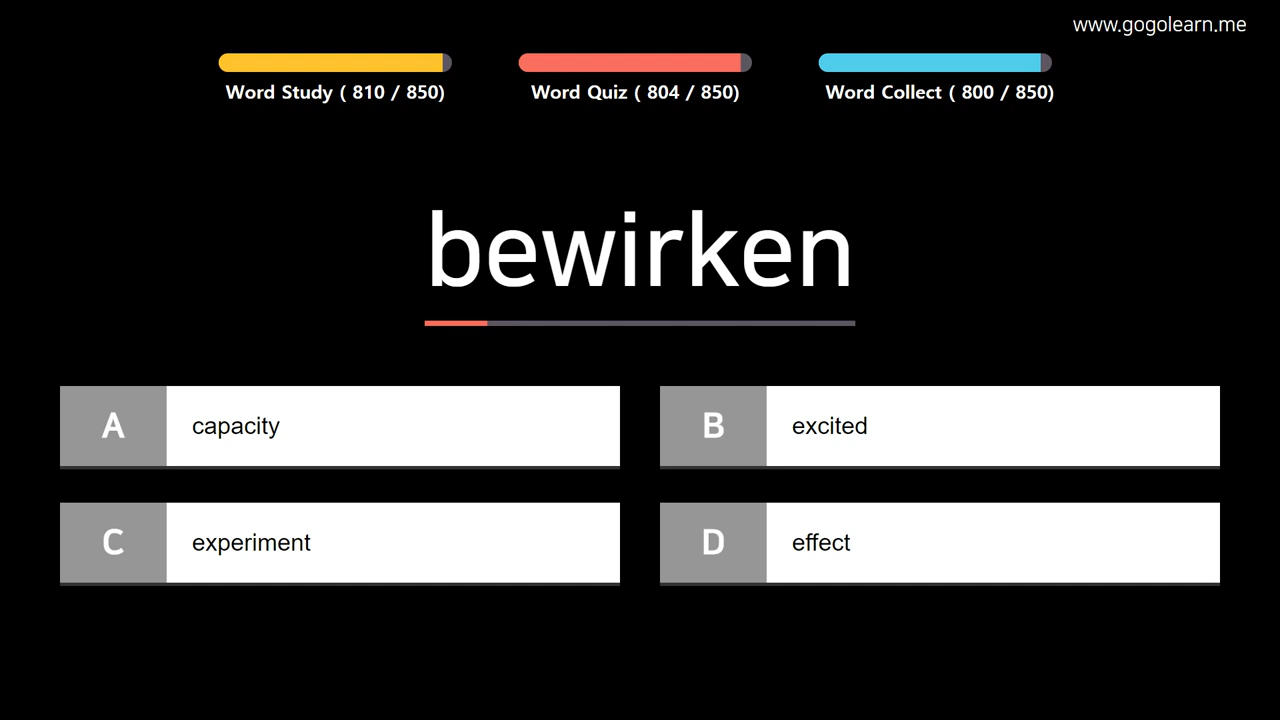 www.gogolearn.me
Word Study ( 810 / 850)
Word Quiz ( 804 / 850)
Word Collect ( 800 / 850)
bewirken
A capacity
B excited
C experiment
D effect